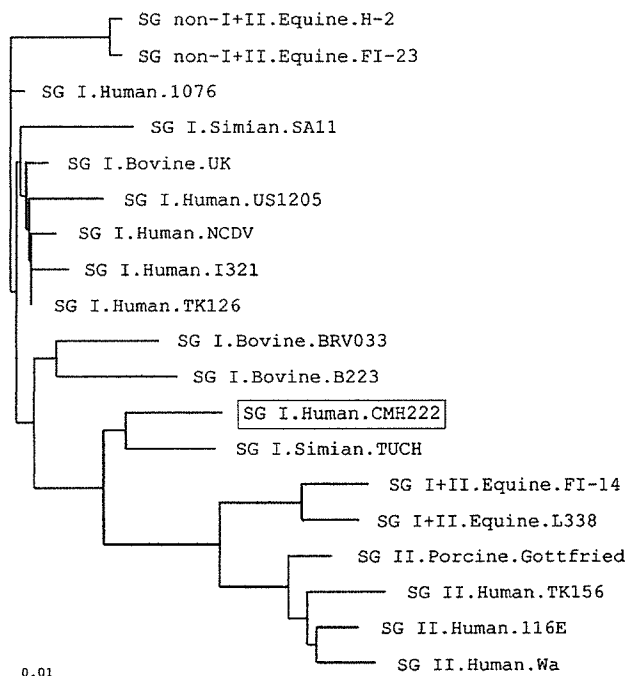 SG non-I+II.Equine.H-2
SG non-I+II.Equine.FI-23
SG I.Human.1076
SG I.Simian.SA11
SG I.Bovine.UK
SG I.Human.US1205
SG I.Human.NCDV
SG I.Human.I321
SG I.Human.TK126
SG I.Bovine.BRV033
SG I.Bovine.B223
SG I.Human.CMH222
SG I.Simian.TUCH
SG I+II.Equine.FI-14
SG I+II.Equine.L338
SG II.Porcine.Gottfried
SG II.Human.TK156
SG II.Human.116E
SG II.Human.Wa
0.01